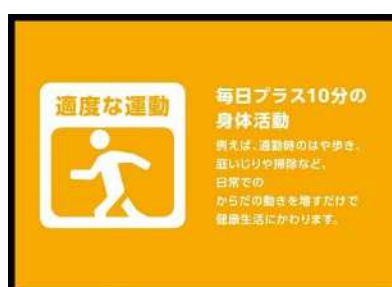 適度な運動
毎日プラス10分の
身体活動
例えば、通勤時のはや歩き、
庭いじりや掃除など、
日常での
からだの動きを増すだけで
健康生活にかわります。